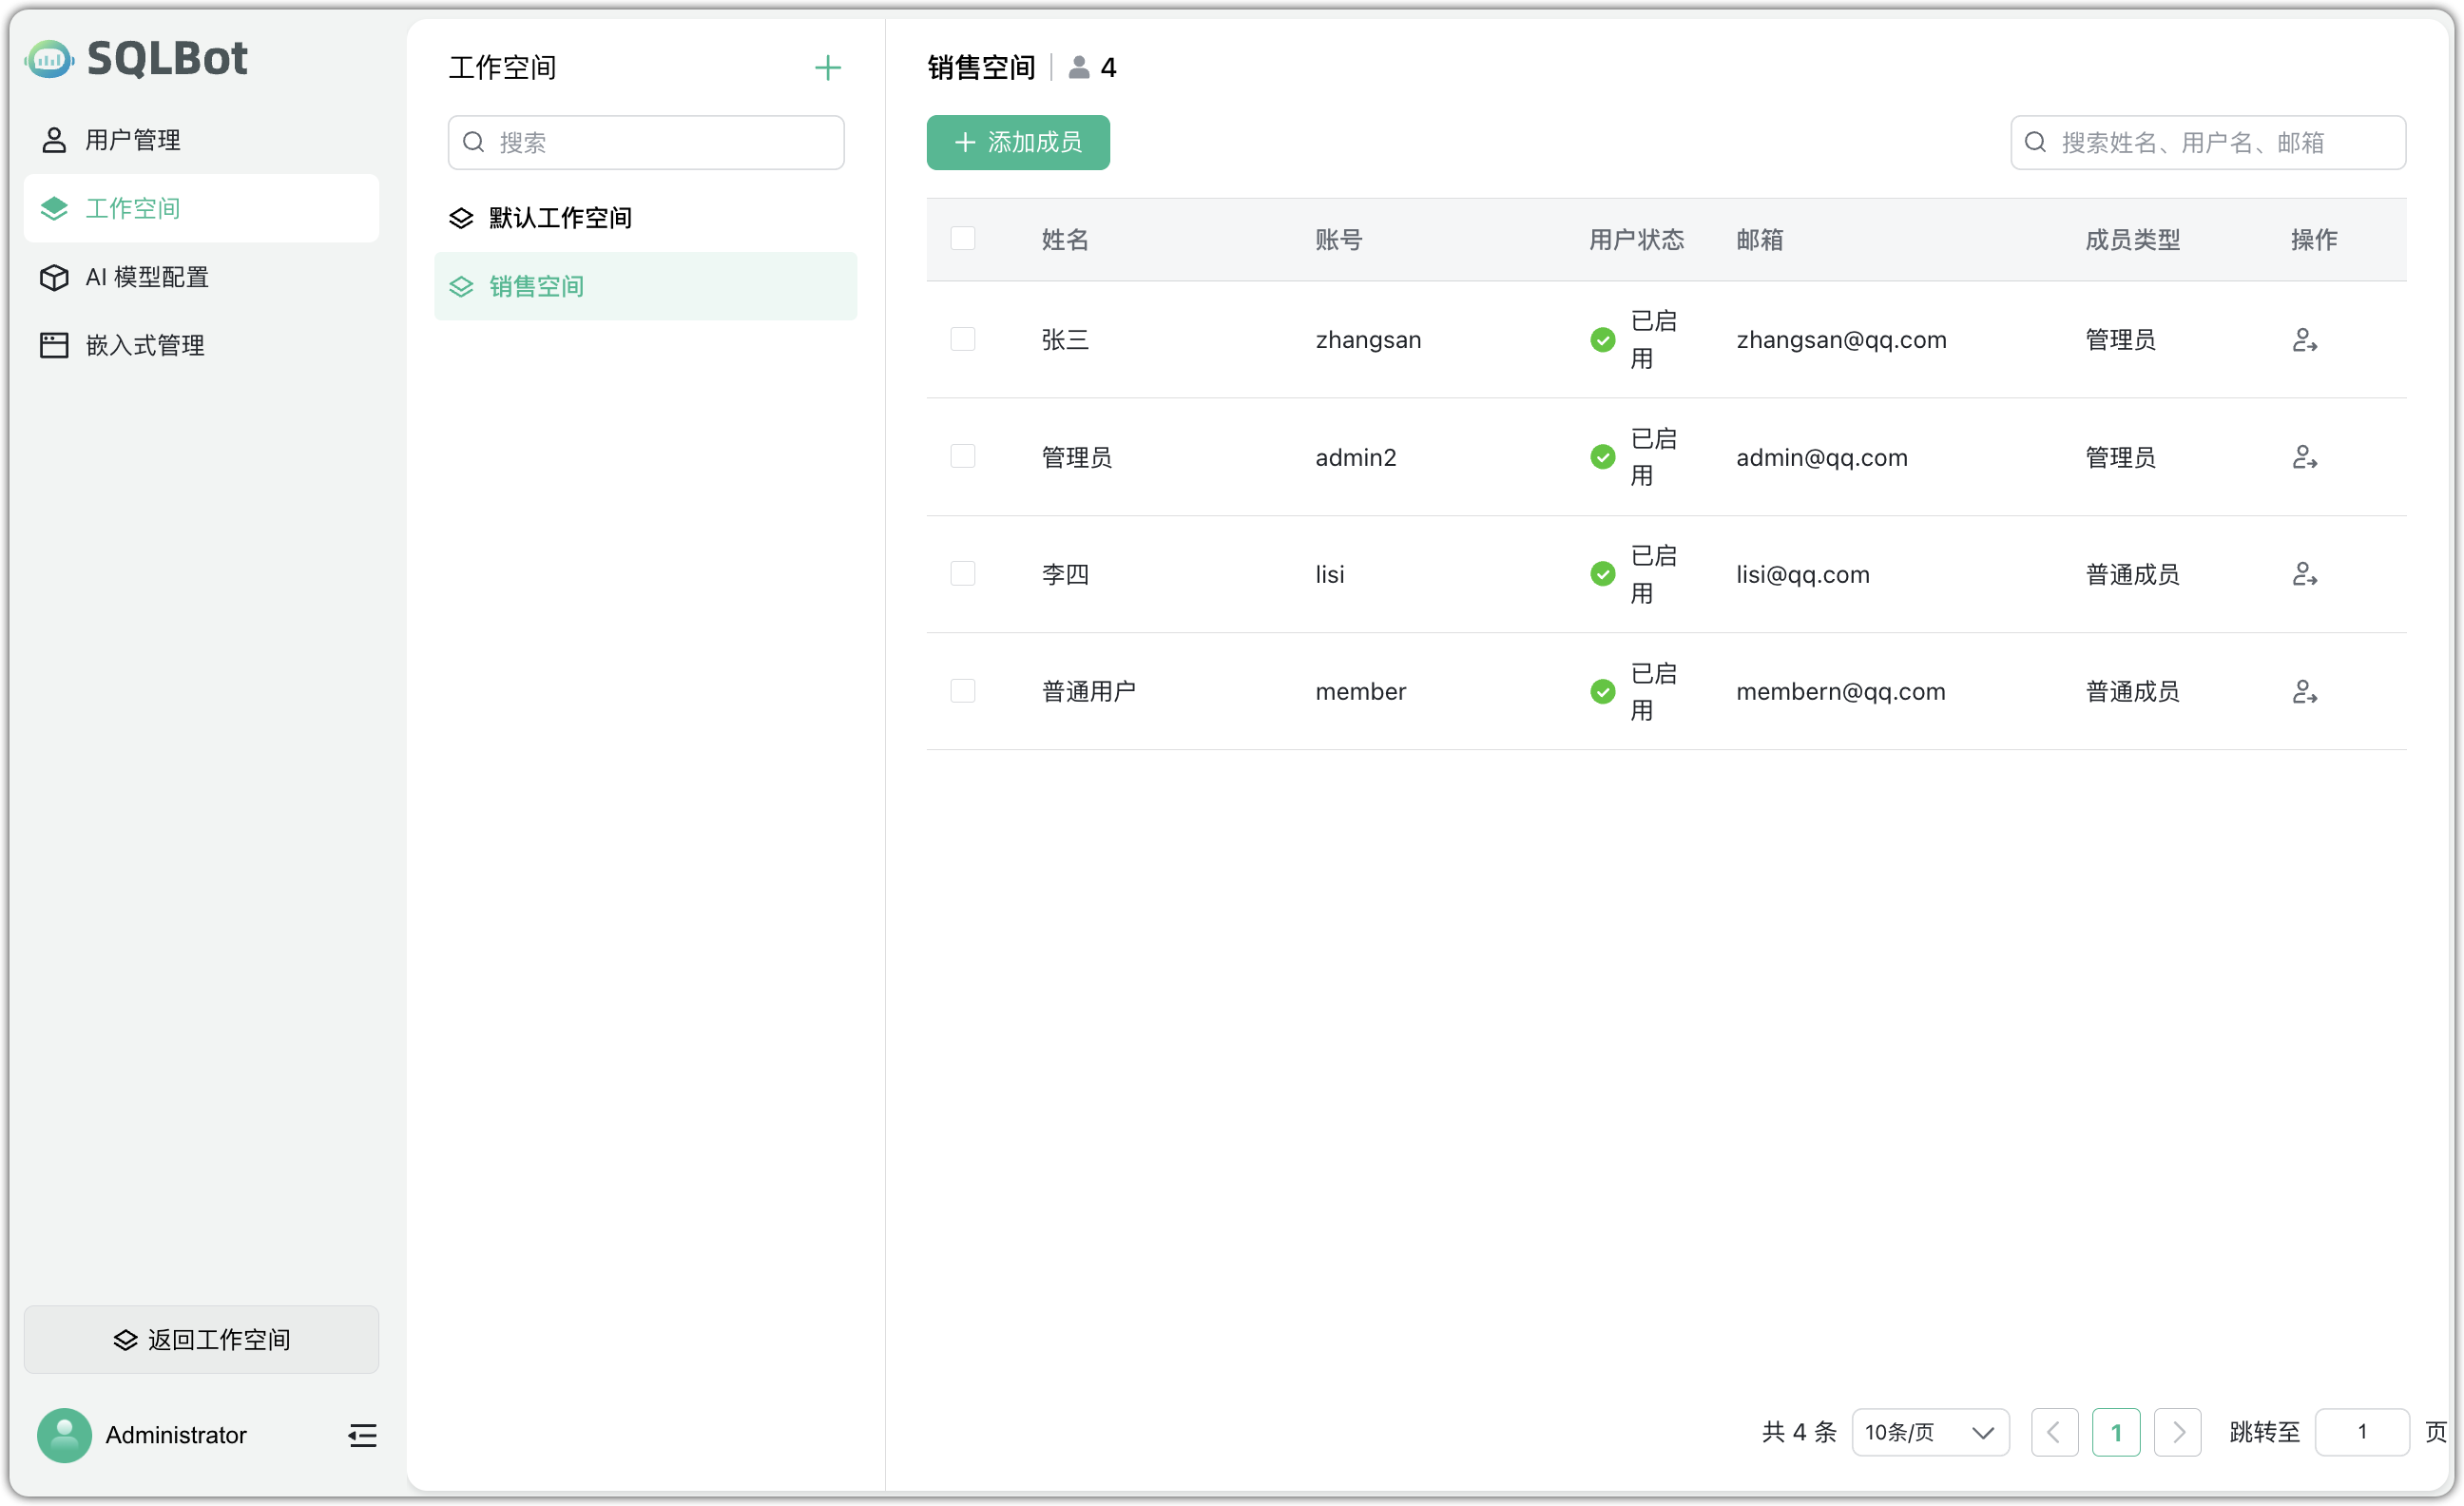 SQLBot
用户管理
工作空间
AI 模型配置
嵌入式管理
返回工作空间
Administrator
工作空间
搜索
默认工作空间
销售空间
销售空间 4
添加成员
搜索姓名、用户名、邮箱
姓名 账号 用户状态 邮箱 成员类型 操作
张三 zhangsan 已启用 zhangsan@qq.com 管理员
管理员 admin2 已启用 admin@qq.com 管理员
李四 lisi 已启用 lisi@qq.com 普通成员
普通用户 member 已启用 membern@qq.com 普通成员
共 4 条 10条/页 1 跳转至 1 页